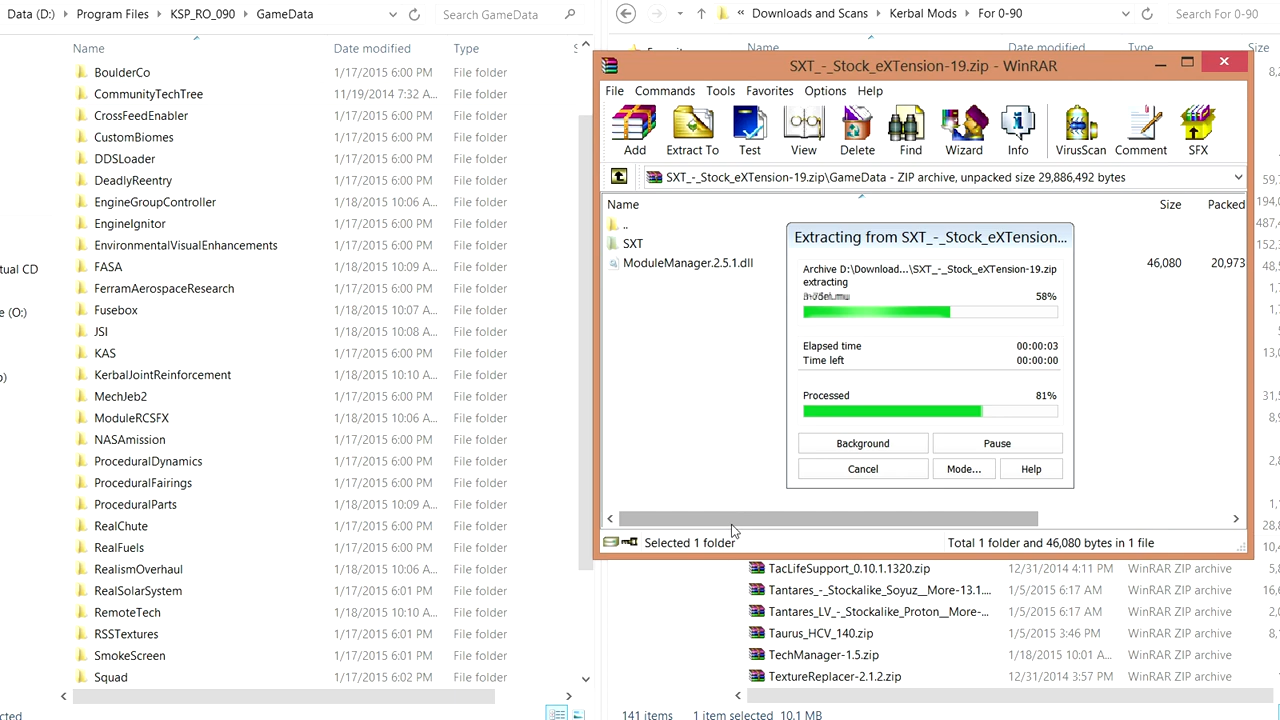 Data (D:) Program Files KSP_RO_090 GameData
Search GameData
Name Date modified Type
BoulderCo 1/17/2015 6:00 PM File folder
CommunityTechTree 11/19/2014 7:32 A... File folder
CrossFeedEnabler 1/17/2015 6:00 PM File folder
CustomBiomes 1/17/2015 6:00 PM File folder
DDSLoader 1/17/2015 6:00 PM File folder
DeadlyReentry 1/17/2015 6:00 PM File folder
EngineGroupController 1/18/2015 10:06 A... File folder
EngineIgnitor 1/17/2015 6:00 PM File folder
EnvironmentalVisualEnhancements 1/18/2015 10:06 A... File folder
FASA 1/18/2015 10:09 A... File folder
FerramAerospaceResearch 1/17/2015 6:00 PM File folder
Fusebox 1/18/2015 10:08 A... File folder
JSI 1/18/2015 10:08 A... File folder
KAS 1/17/2015 6:00 PM File folder
KerbalJointReinforcement 1/18/2015 10:10 A... File folder
MechJeb2 1/17/2015 6:00 PM File folder
ModuleRCSFX 1/18/2015 10:06 A... File folder
NASAmission 1/17/2015 6:00 PM File folder
ProceduralDynamics 1/17/2015 6:00 PM File folder
ProceduralFairings 1/17/2015 6:00 PM File folder
ProceduralParts 1/18/2015 10:09 A... File folder
RealChute 1/17/2015 6:00 PM File folder
RealFuels 1/17/2015 6:00 PM File folder
RealismOverhaul 1/18/2015 10:06 A... File folder
RealSolarSystem 1/17/2015 6:01 PM File folder
RemoteTech 1/18/2015 10:10 A... File folder
RSSTextures 1/17/2015 6:01 PM File folder
SmokeScreen 1/17/2015 6:01 PM File folder
Squad 1/17/2015 6:02 PM File folder
tual CD
e (O:)
Downloads and Scans Kerbal Mods For 0-90
Search For 0-90
Name Date modified Type Size
SXT_-_Stock_eXTension-19.zip - WinRAR
File Commands Tools Favorites Options Help
Add Extract To Test View Delete Find Wizard Info VirusScan Comment SFX
SXT_-_Stock_eXTension-19.zip\GameData - ZIP archive, unpacked size 29,886,492 bytes
Name Size Packed
..
SXT
ModuleManager.2.5.1.dll 46,080 20,973
Extracting from SXT_-_Stock_eXTension...
Archive D:\Download...\SXT_-_Stock_eXTension-19.zip
extracting
58%
Elapsed time 00:00:03
Time left 00:00:00
Processed 81%
Background Pause
Cancel Mode... Help
Selected 1 folder Total 1 folder and 46,080 bytes in 1 file
TacLifeSupport_0.10.1.1320.zip 12/31/2014 4:11 PM WinRAR ZIP archive
Tantares_-_Stockalike_Soyuz__More-13.1.... 1/5/2015 6:17 AM WinRAR ZIP archive
Tantares_LV_-_Stockalike_Proton__More-... 1/5/2015 6:17 AM WinRAR ZIP archive
Taurus_HCV_140.zip 1/5/2015 3:46 PM WinRAR ZIP archive
TechManager-1.5.zip 1/18/2015 10:01 A... WinRAR ZIP archive
TextureReplacer-2.1.2.zip 12/31/2014 3:57 PM WinRAR ZIP archive
141 items 1 item selected 10.1 MB